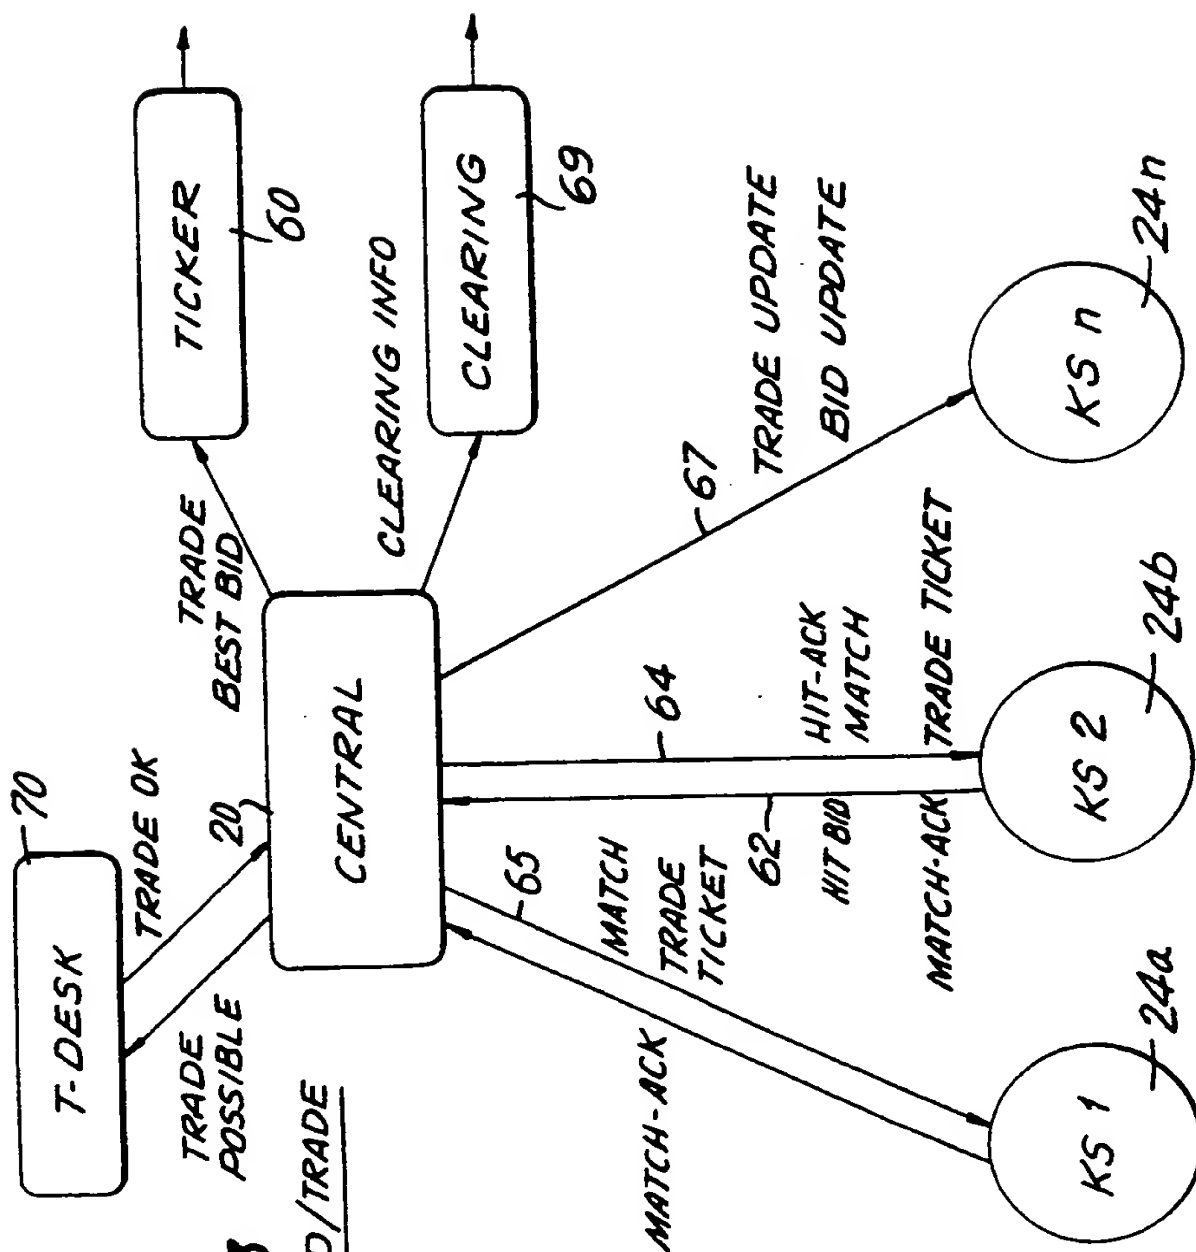 T-DESK
70
TRADE OK
TRADE
POSSIBLE
20
CENTRAL
TRADE
BEST BID
TICKER
60
CLEARING INFO
CLEARING
69
65
MATCH
TRADE
TICKET
MATCH-ACK
62
HIT BID
MATCH-ACK
64
HIT-ACK
MATCH
TRADE TICKET
67
TRADE UPDATE
BID UPDATE
KS 1
24a
KS 2
24b
KS n
24n
/TRADE